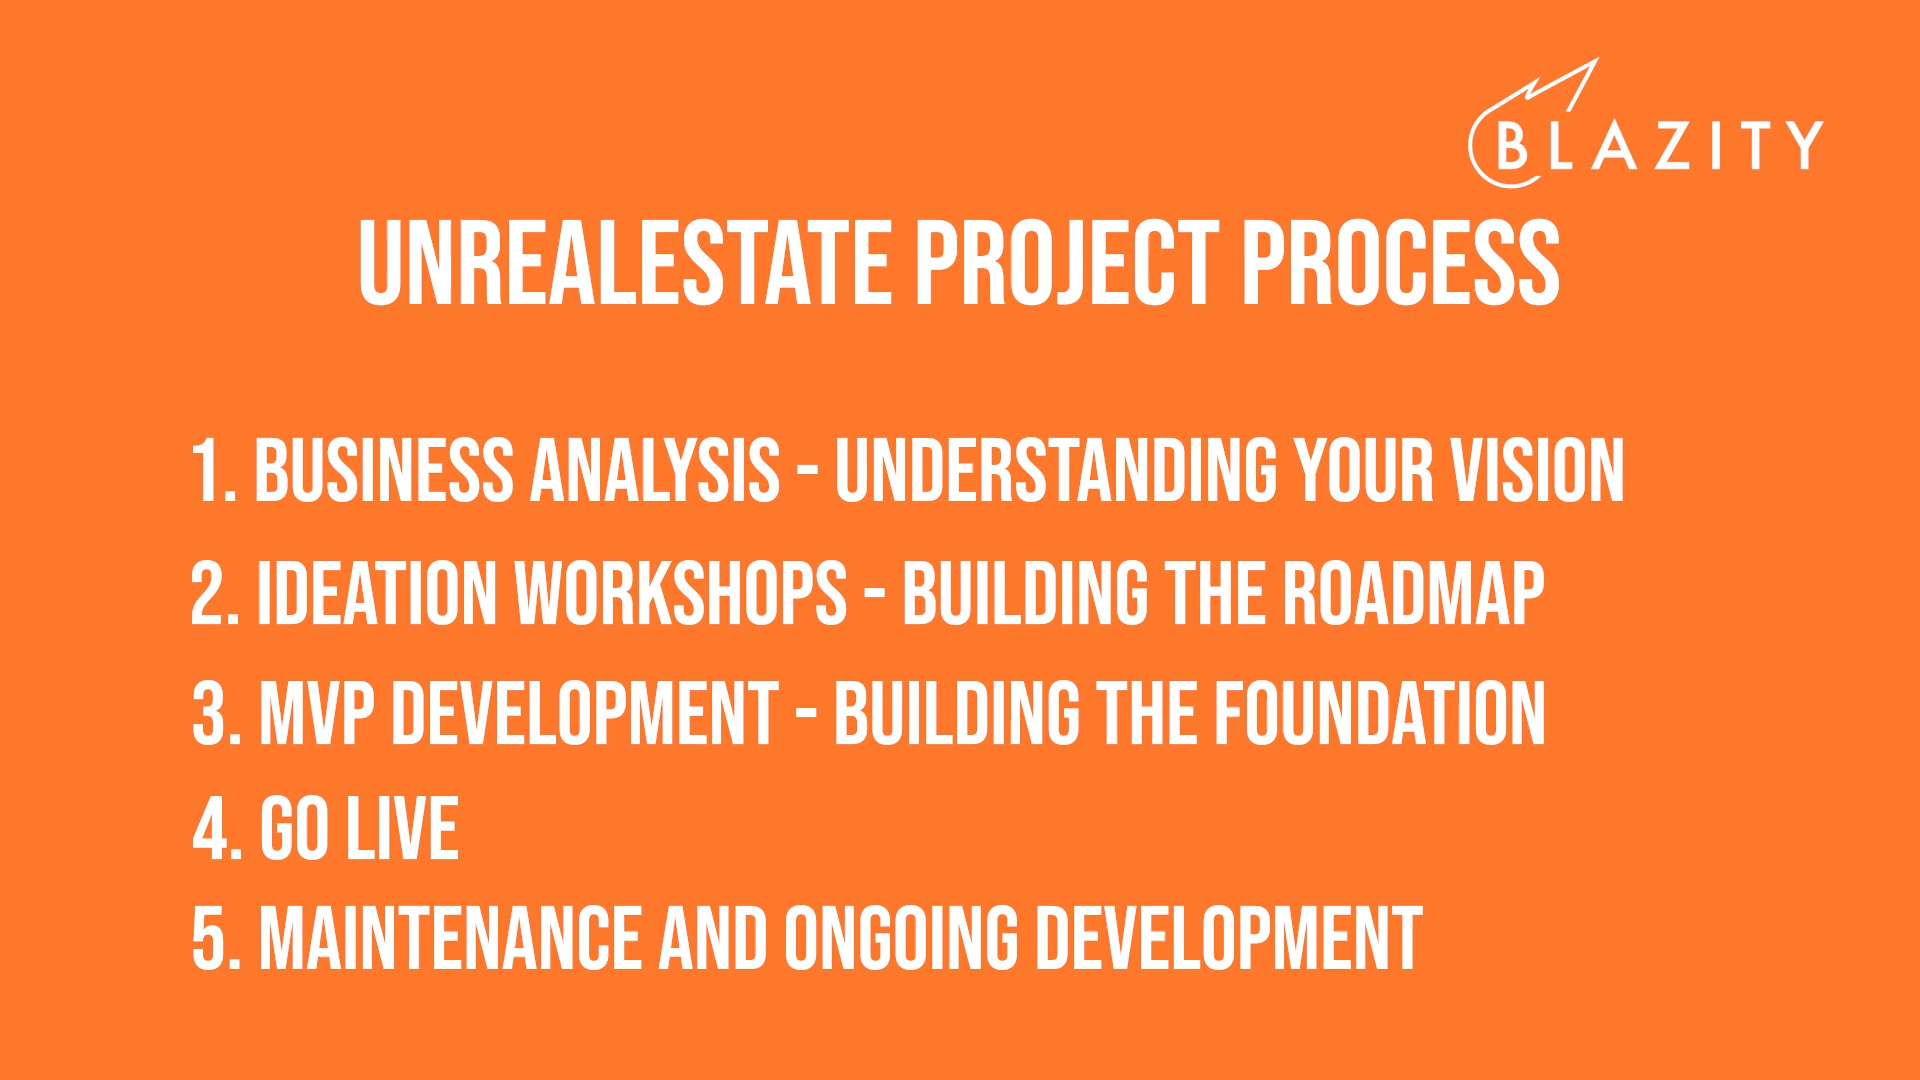 BLAZITY
UNREALESTATE PROJECT PROCESS
1. BUSINESS ANALYSIS - UNDERSTANDING YOUR VISION
2. IDEATION WORKSHOPS - BUILDING THE ROADMAP
3. MVP DEVELOPMENT - BUILDING THE FOUNDATION
4. GO LIVE
5. MAINTENANCE AND ONGOING DEVELOPMENT